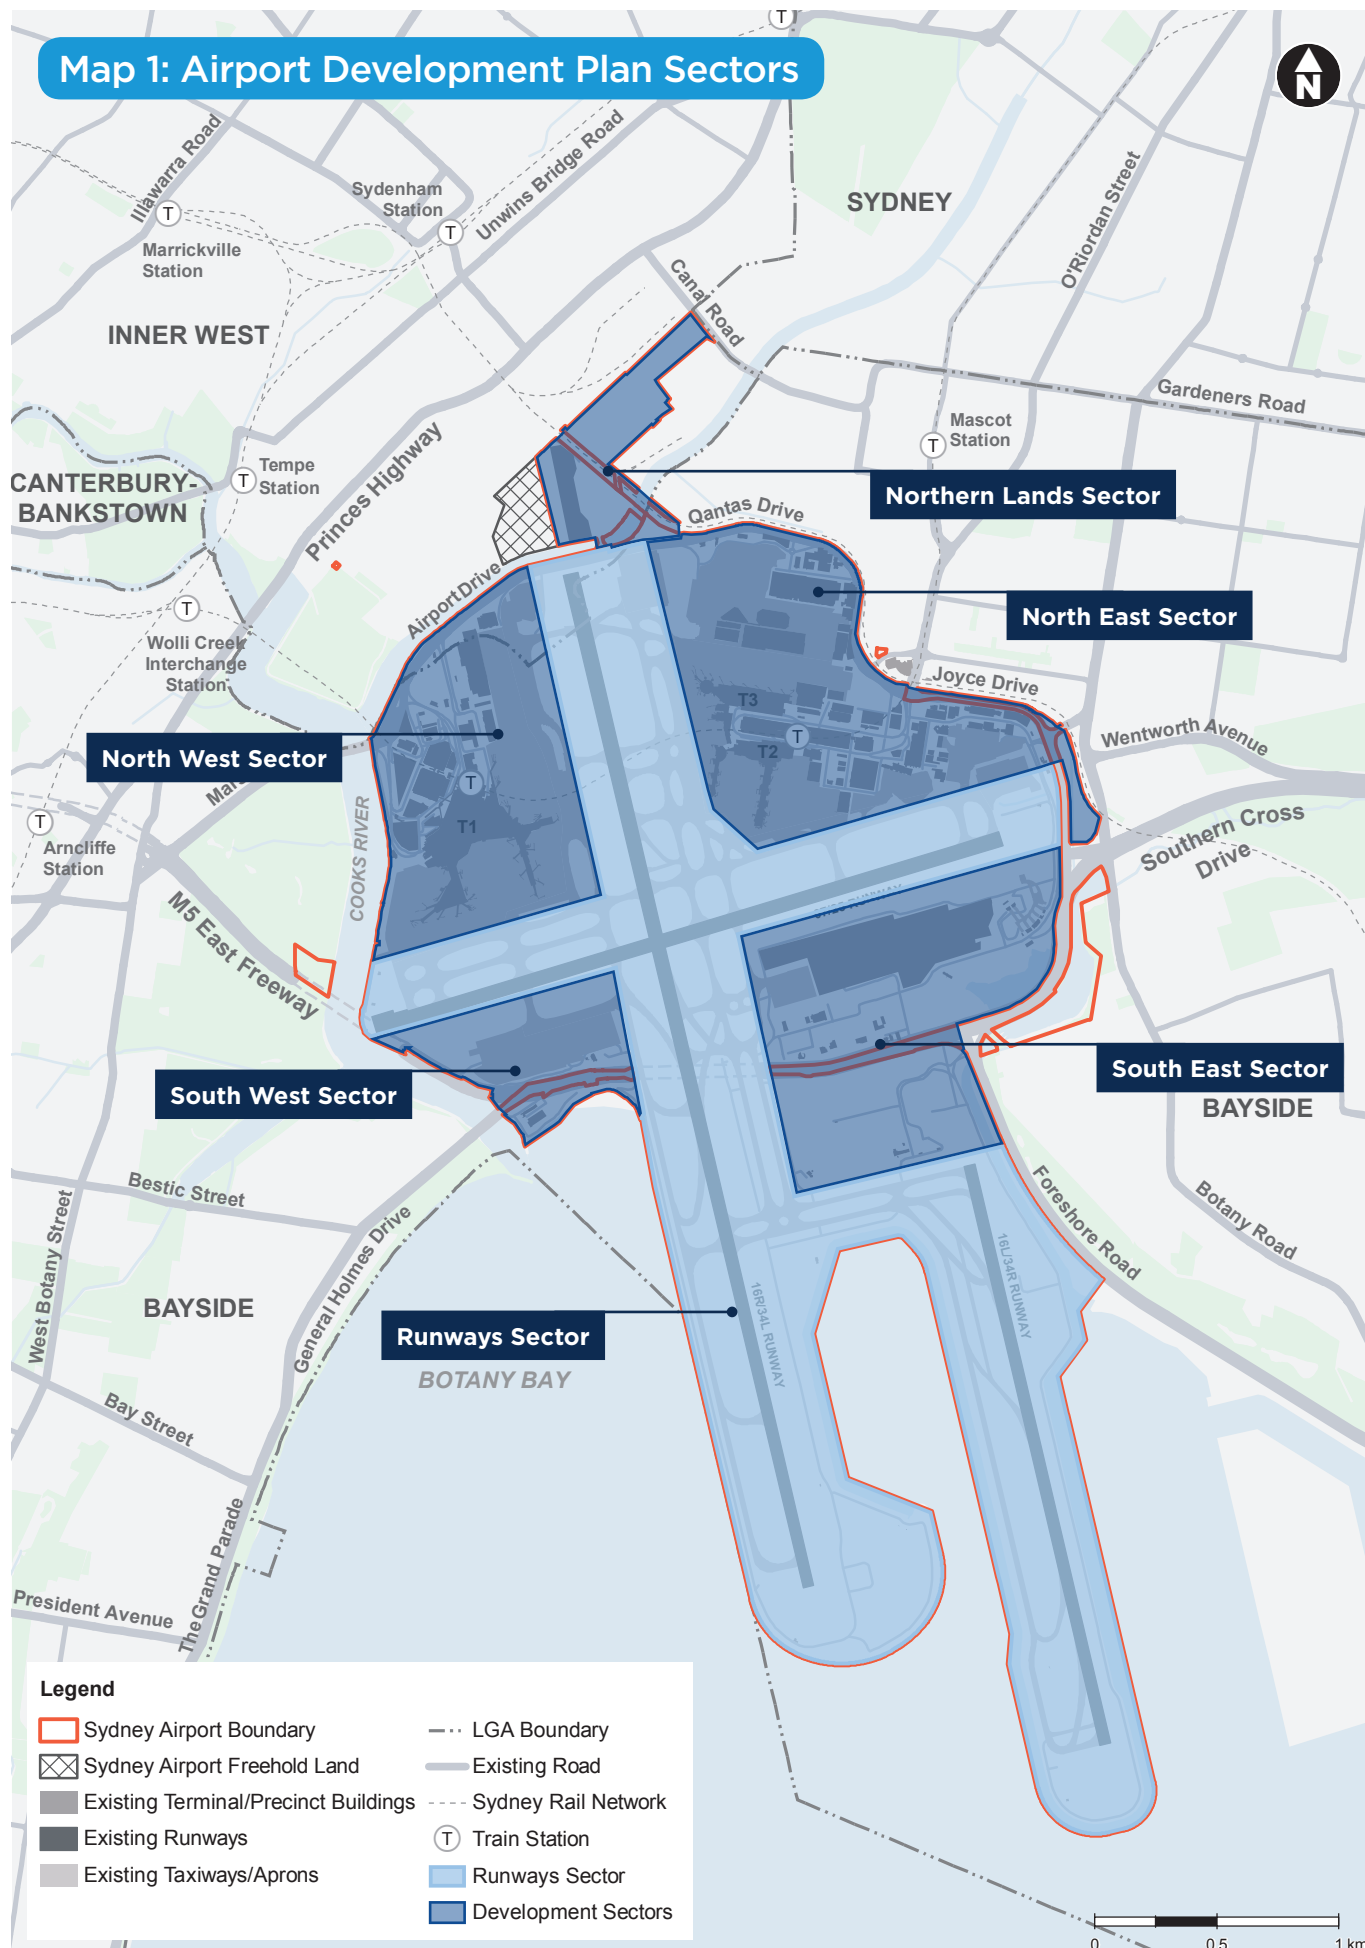 T
Map 1: Airport Development Plan Sectors
N
Illawarra Road
Sydenham
Station
T
Unwins Bridge Road
T
Marrickville
Station
SYDNEY
O'Riordan Street
Canal Road
INNER WEST
Gardeners Road
Mascot
Station
T
CANTERBURY-
BANKSTOWN
T
Tempe
Station
Princes Highway
Northern Lands Sector
Qantas Drive
Airport Drive
North East Sector
T
Wolli Creek
Interchange
Station
Joyce Drive
T3
T2
T
Wentworth Avenue
North West Sector
T
T1
T
Arncliffe
Station
COOKS RIVER
Southern Cross
Drive
M5 East Freeway
South West Sector
South East Sector
BAYSIDE
Bestic Street
West Botany Street
General Holmes Drive
Foreshore Road
Botany Road
16L/34R RUNWAY
16R/34L RUNWAY
BAYSIDE
Runways Sector
BOTANY BAY
Bay Street
The Grand Parade
President Avenue
Legend
Sydney Airport Boundary
Sydney Airport Freehold Land
Existing Terminal/Precinct Buildings
Existing Runways
Existing Taxiways/Aprons
LGA Boundary
Existing Road
Sydney Rail Network
T
Train Station
Runways Sector
Development Sectors
0
0.5
1 km